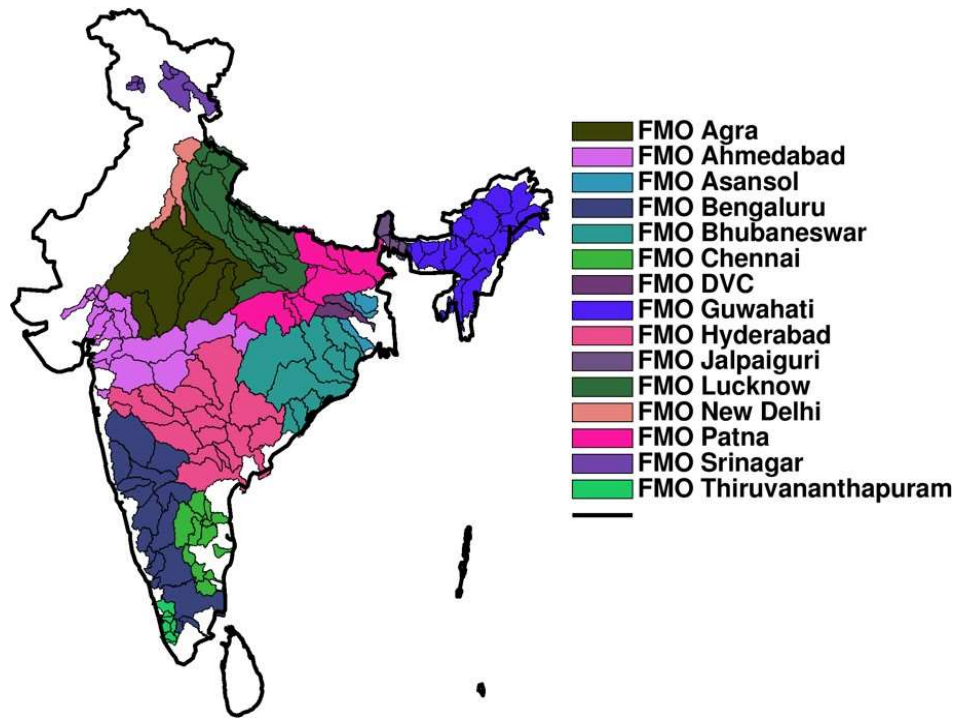 FMO Agra
FMO Ahmedabad
FMO Asansol
FMO Bengaluru
FMO Bhubaneswar
FMO Chennai
FMO DVC
FMO Guwahati
FMO Hyderabad
FMO Jalpaiguri
FMO Lucknow
FMO New Delhi
FMO Patna
FMO Srinagar
FMO Thiruvananthapuram